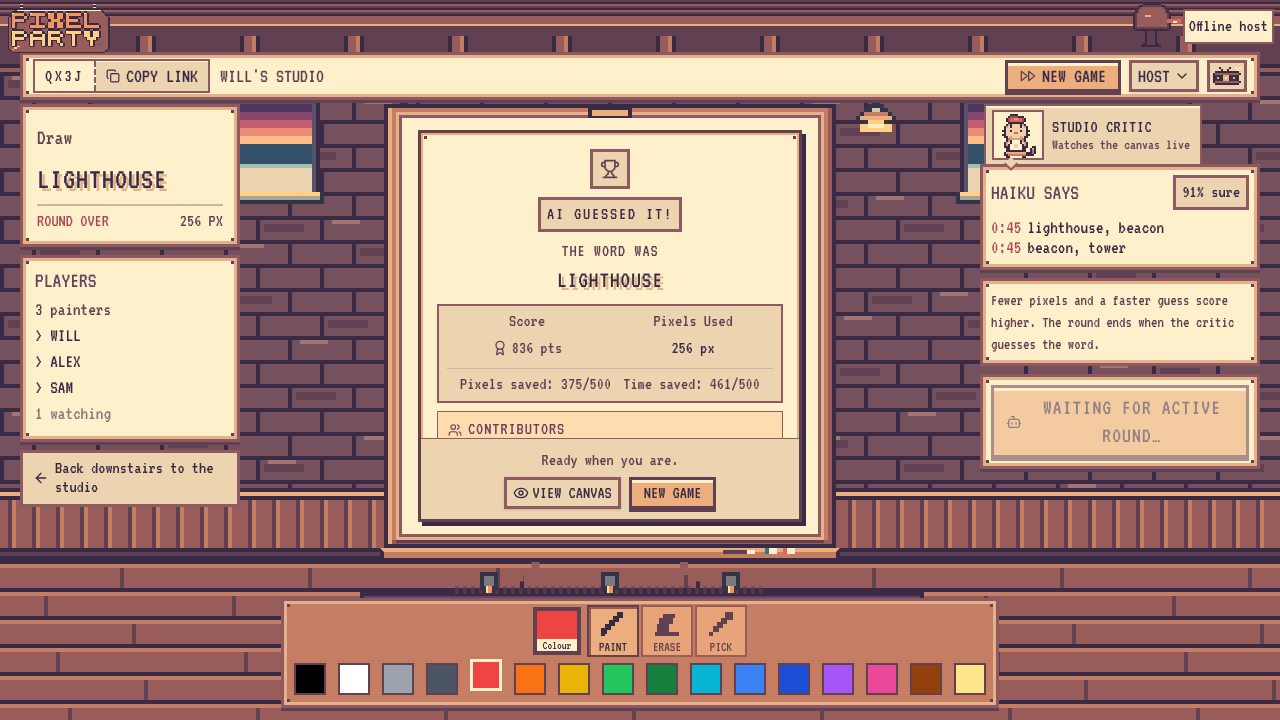 PIXEL
PARTY
Offline host
QX3J
COPY LINK
WILL'S STUDIO
NEW GAME
HOST
Draw
LIGHTHOUSE
ROUND OVER
256 PX
PLAYERS
3 painters
> WILL
> ALEX
> SAM
1 watching
Back downstairs to the
studio
AI GUESSED IT!
THE WORD WAS
LIGHTHOUSE
Score
Pixels Used
836 pts
256 px
Pixels saved: 375/500 Time saved: 461/500
CONTRIBUTORS
Ready when you are.
VIEW CANVAS
NEW GAME
STUDIO CRITIC
Watches the canvas live
HAIKU SAYS
91% sure
0:45 lighthouse, beacon
0:45 beacon, tower
Fewer pixels and a faster guess score
higher. The round ends when the critic
guesses the word.
WAITING FOR ACTIVE
ROUND…
Colour
PAINT
ERASE
PICK